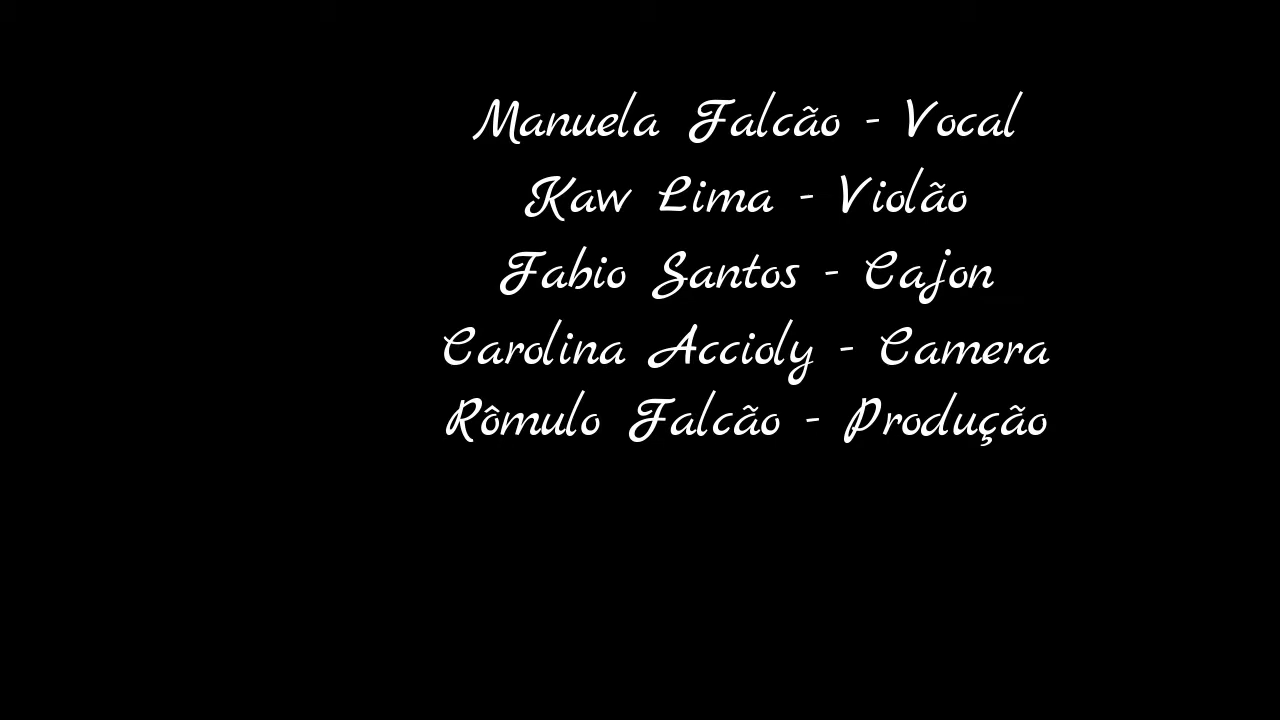 Manuela Falcão - Vocal
Kaw Lima - Violão
Fabio Santos - Cajon
Carolina Accioly - Camera
Rômulo Falcão - Produção